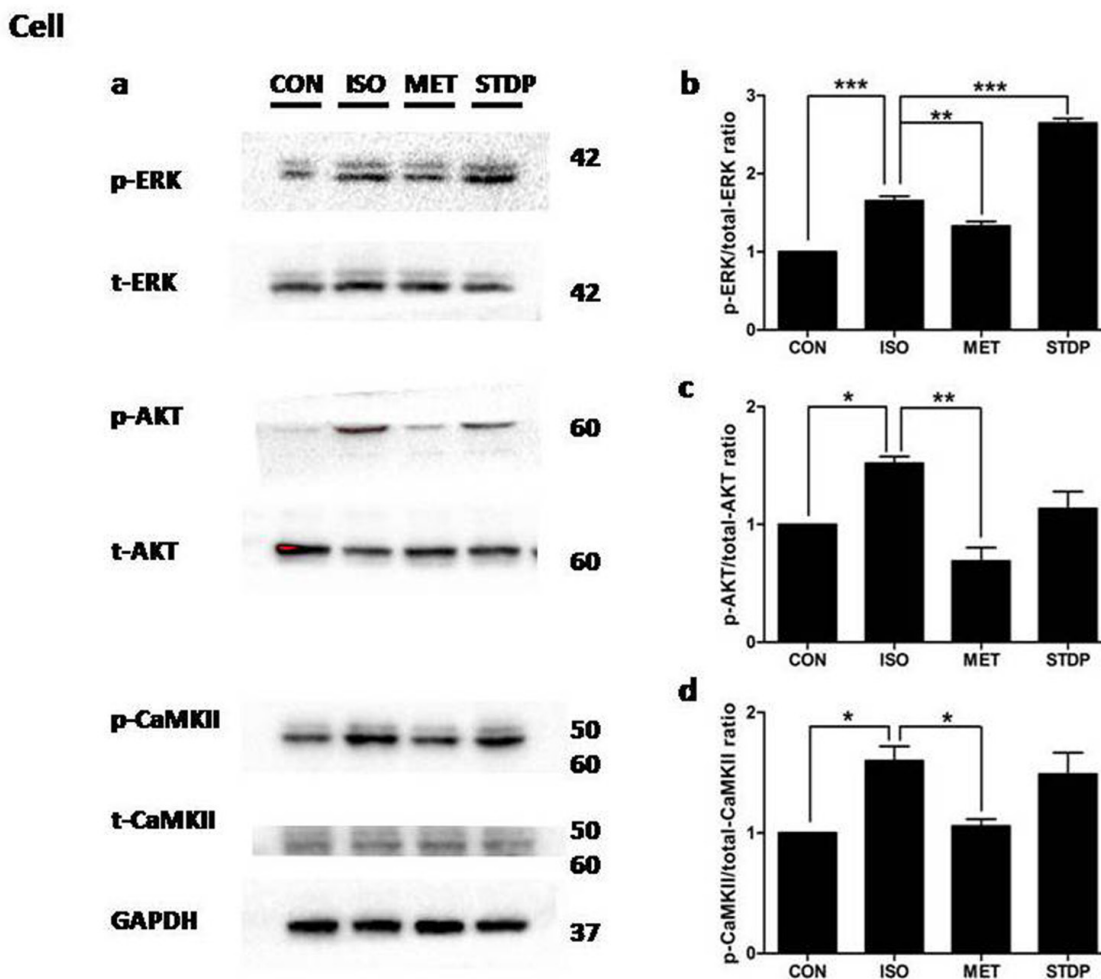 Cell
a
CON ISO MET STDP
p-ERK
42
t-ERK
42
p-AKT
60
t-AKT
60
p-CaMKII
50
60
t-CaMKII
50
60
GAPDH
37
b
p-ERK/total-ERK ratio
3
2
1
0
***
***
**
CON ISO MET STDP
c
p-AKT/total-AKT ratio
2
1
0
*
**
CON ISO MET STDP
d
p-CaMKII/total-CaMKII ratio
2
1
0
*
*
CON ISO MET STDP